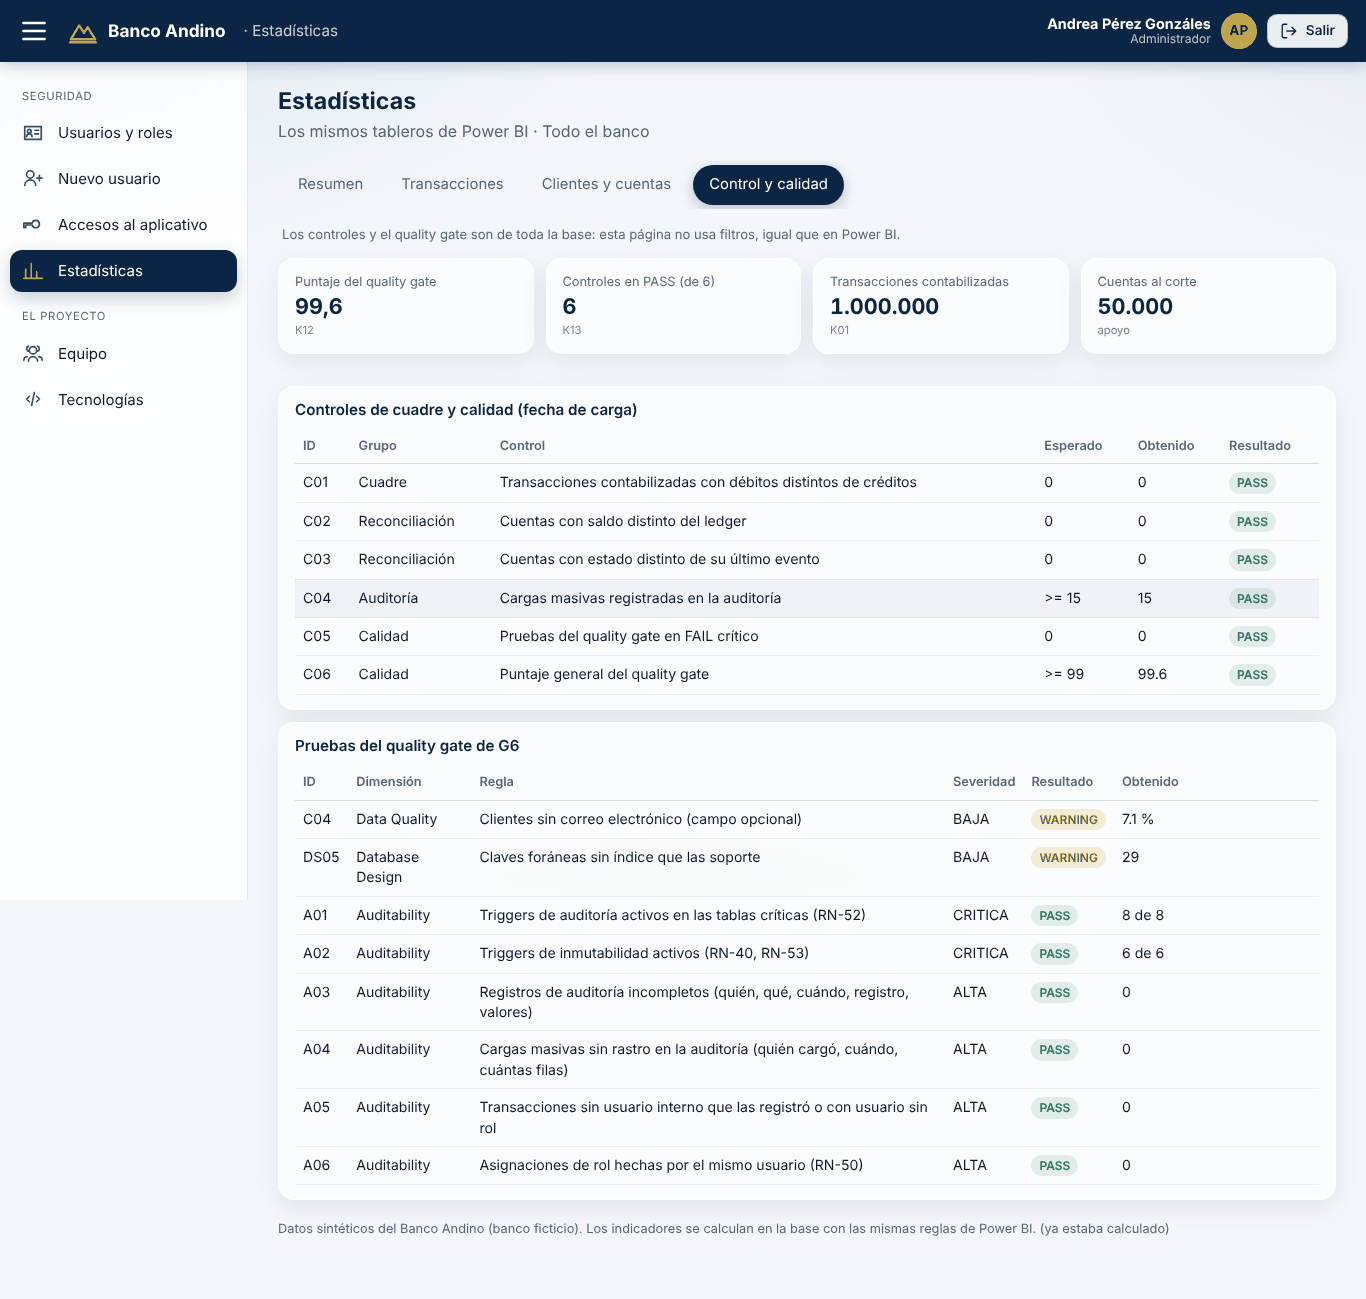 Banco Andino · Estadísticas
Andrea Pérez Gonzáles
Administrador
AP
Salir
SEGURIDAD
Usuarios y roles
Nuevo usuario
Accesos al aplicativo
Estadísticas
EL PROYECTO
Equipo
Tecnologías
Estadísticas
Los mismos tableros de Power BI · Todo el banco
Resumen Transacciones Clientes y cuentas Control y calidad
Los controles y el quality gate son de toda la base: esta página no usa filtros, igual que en Power BI.
Puntaje del quality gate
99,6
K12
Controles en PASS (de 6)
6
K13
Transacciones contabilizadas
1.000.000
K01
Cuentas al corte
50.000
apoyo
Controles de cuadre y calidad (fecha de carga)
ID Grupo Control Esperado Obtenido Resultado
C01 Cuadre Transacciones contabilizadas con débitos distintos de créditos 0 0 PASS
C02 Reconciliación Cuentas con saldo distinto del ledger 0 0 PASS
C03 Reconciliación Cuentas con estado distinto de su último evento 0 0 PASS
C04 Auditoría Cargas masivas registradas en la auditoría >= 15 15 PASS
C05 Calidad Pruebas del quality gate en FAIL crítico 0 0 PASS
C06 Calidad Puntaje general del quality gate >= 99 99.6 PASS
Pruebas del quality gate de G6
ID Dimensión Regla Severidad Resultado Obtenido
C04 Data Quality Clientes sin correo electrónico (campo opcional) BAJA WARNING 7.1 %
DS05 Database Claves foráneas sin índice que las soporte BAJA WARNING 29
Design
A01 Auditability Triggers de auditoría activos en las tablas críticas (RN-52) CRITICA PASS 8 de 8
A02 Auditability Triggers de inmutabilidad activos (RN-40, RN-53) CRITICA PASS 6 de 6
A03 Auditability Registros de auditoría incompletos (quién, qué, cuándo, registro, ALTA PASS 0
valores)
A04 Auditability Cargas masivas sin rastro en la auditoría (quién cargó, cuándo, ALTA PASS 0
cuántas filas)
A05 Auditability Transacciones sin usuario interno que las registró o con usuario sin ALTA PASS 0
rol
A06 Auditability Asignaciones de rol hechas por el mismo usuario (RN-50) ALTA PASS 0
Datos sintéticos del Banco Andino (banco ficticio). Los indicadores se calculan en la base con las mismas reglas de Power BI. (ya estaba calculado)